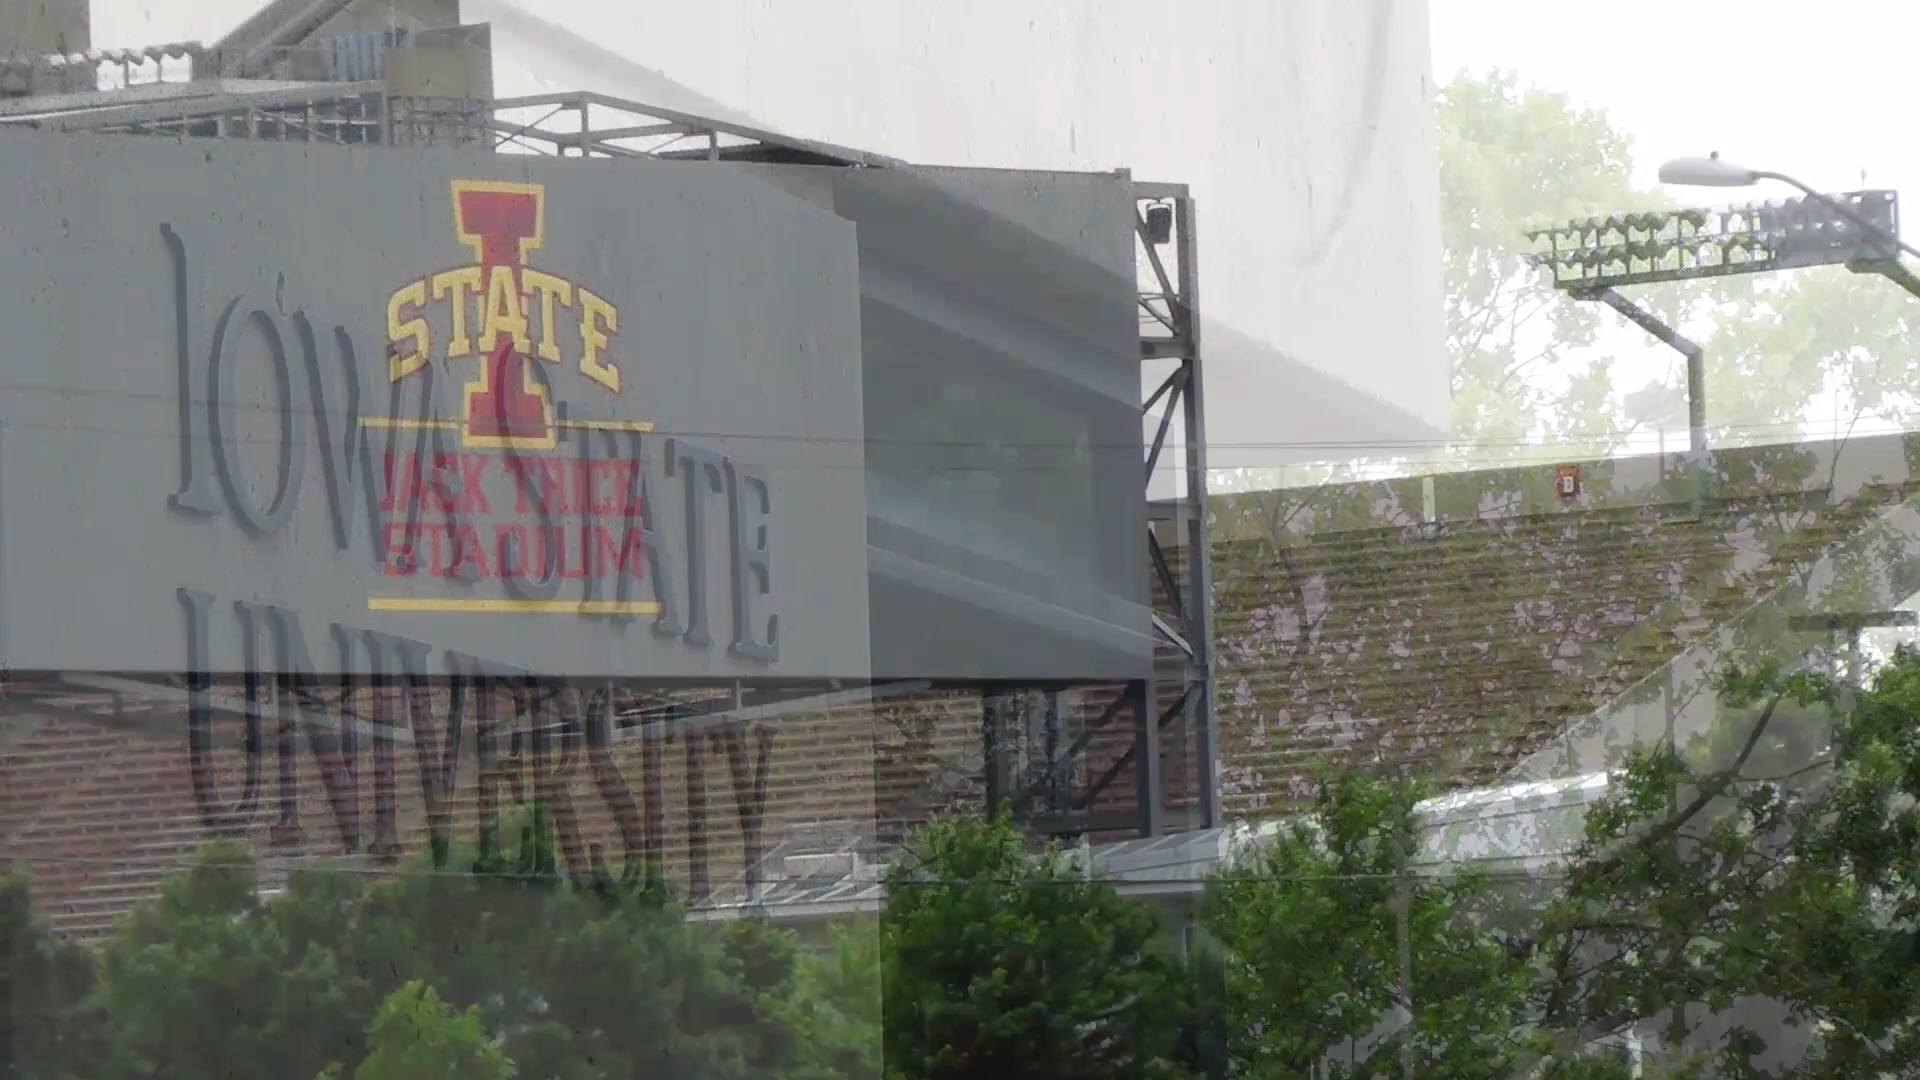 I
STATE
JACK TRICE
STADIUM
IOWA STATE
UNIVERSITY